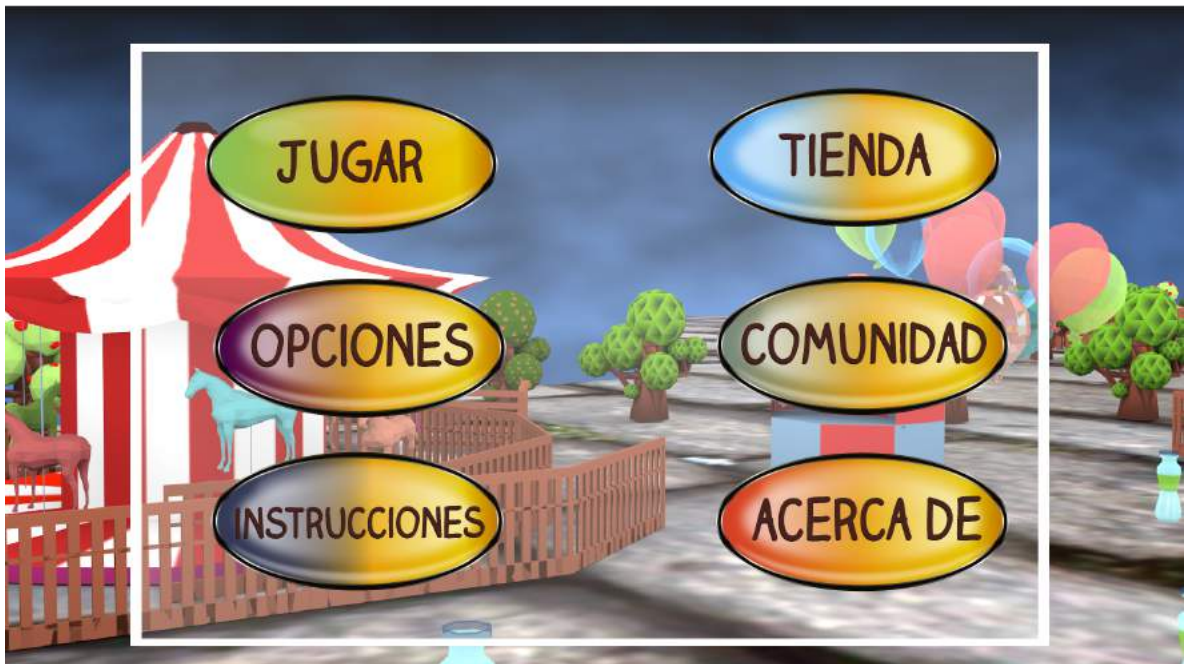 JUGAR
TIENDA
OPCIONES
COMUNIDAD
INSTRUCCIONES
ACERCA DE